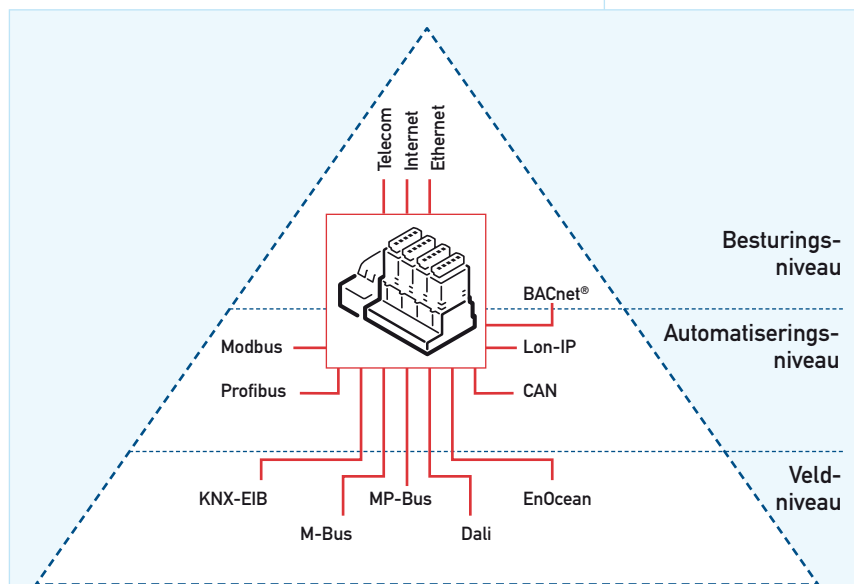 Telecom
Internet
Ethernet
Besturings-
niveau
BACnet®
Automatiserings-
niveau
Modbus
Lon-IP
Profibus
CAN
Veld-
niveau
KNX-EIB
MP-Bus
EnOcean
M-Bus
Dali